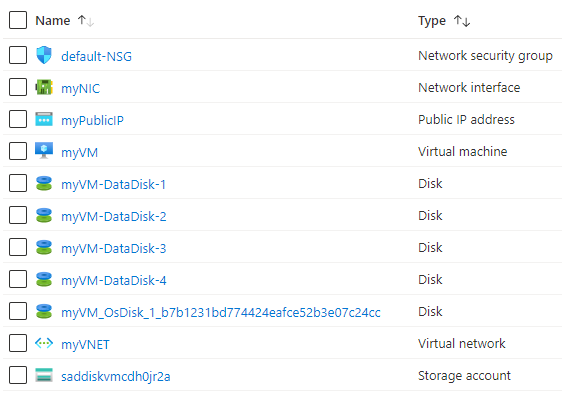 Name ↑↓ Type ↑↓
default-NSG Network security group
myNIC Network interface
myPublicIP Public IP address
myVM Virtual machine
myVM-DataDisk-1 Disk
myVM-DataDisk-2 Disk
myVM-DataDisk-3 Disk
myVM-DataDisk-4 Disk
myVM_OsDisk_1_b7b1231bd774424eafce52b3e07c24cc Disk
myVNET Virtual network
saddiskvmcdh0jr2a Storage account